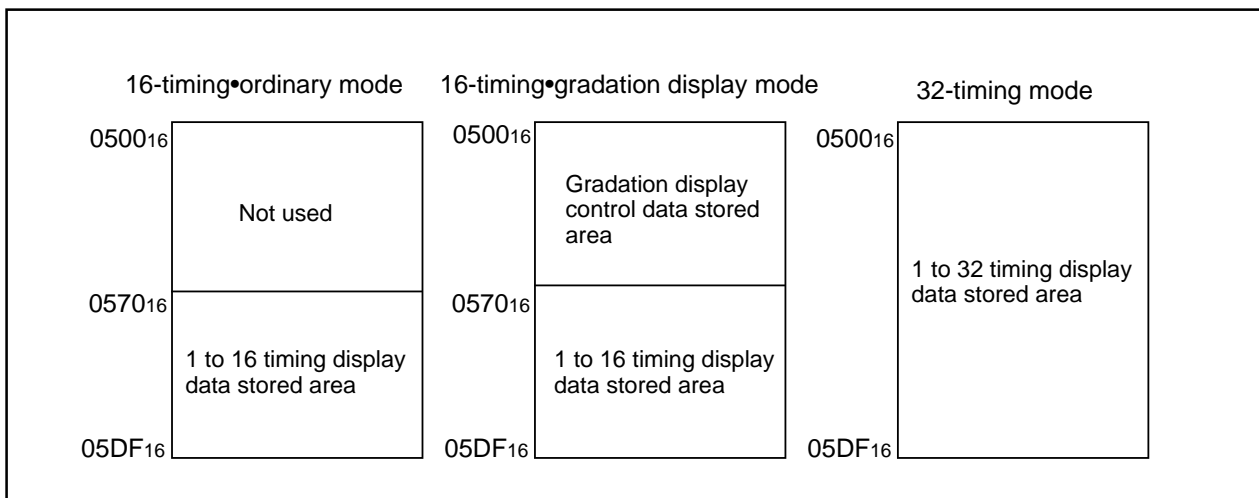 16-timing•ordinary mode
050016
Not used
057016
1 to 16 timing display
data stored area
05DF16
16-timing•gradation display mode
050016
Gradation display
control data stored
area
057016
1 to 16 timing display
data stored area
05DF16
32-timing mode
050016
1 to 32 timing display
data stored area
05DF16